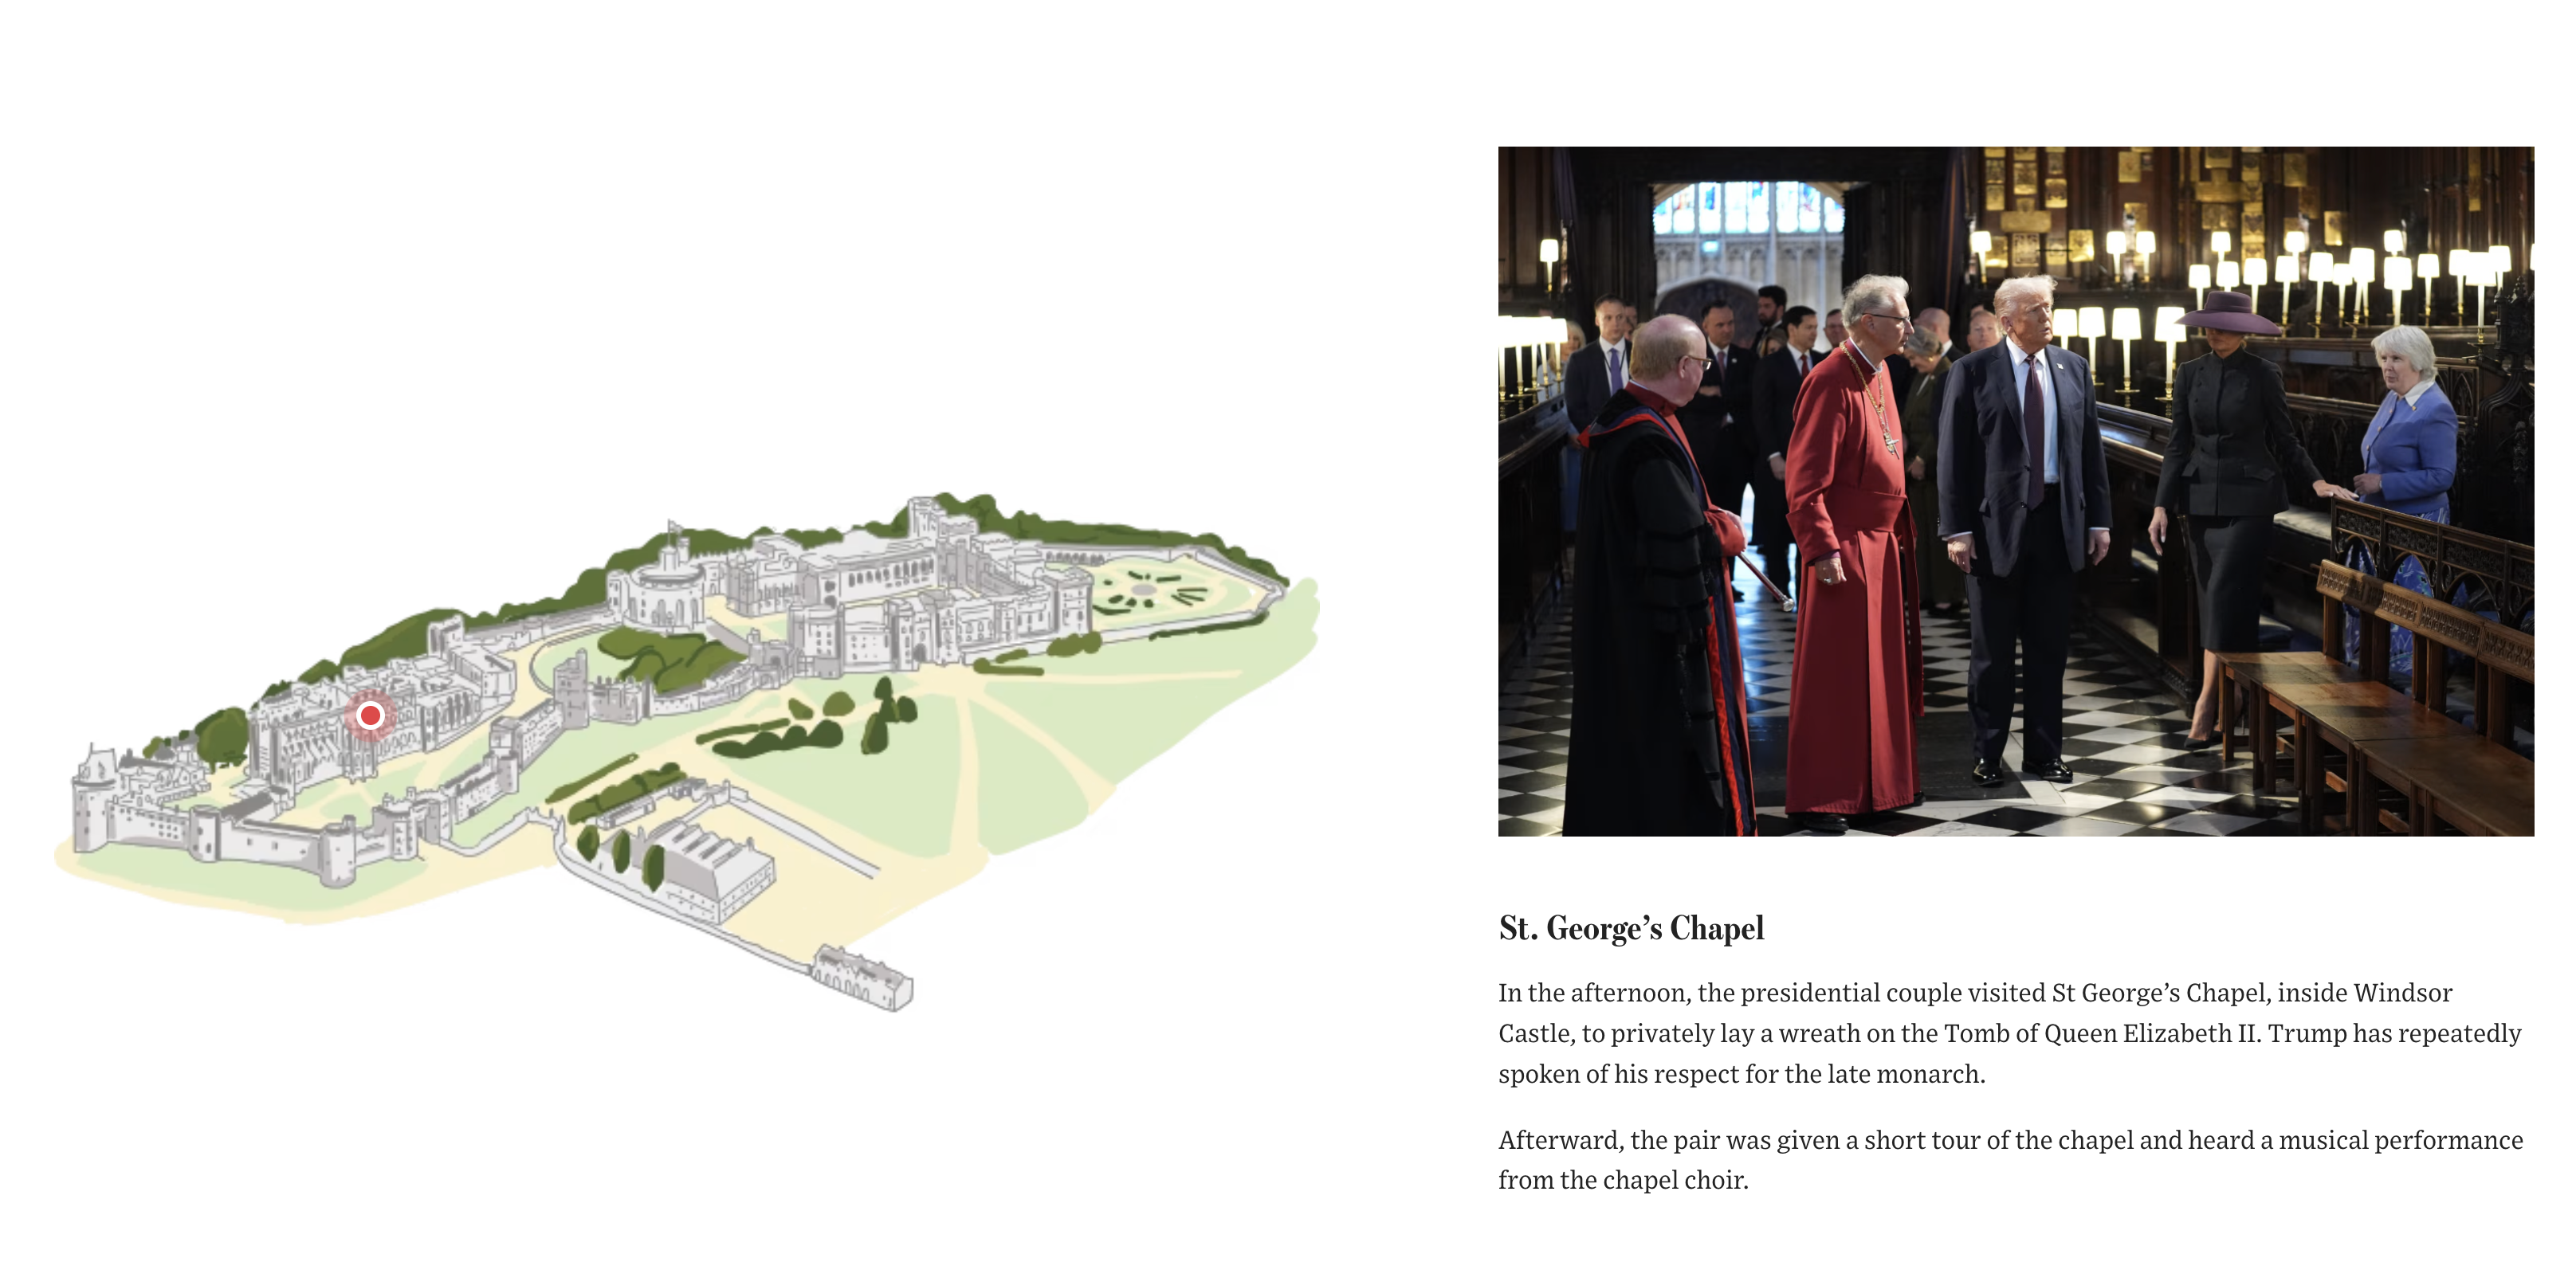 St. George’s Chapel
In the afternoon, the presidential couple visited St George’s Chapel, inside Windsor
Castle, to privately lay a wreath on the Tomb of Queen Elizabeth II. Trump has repeatedly
spoken of his respect for the late monarch.
Afterward, the pair was given a short tour of the chapel and heard a musical performance
from the chapel choir.